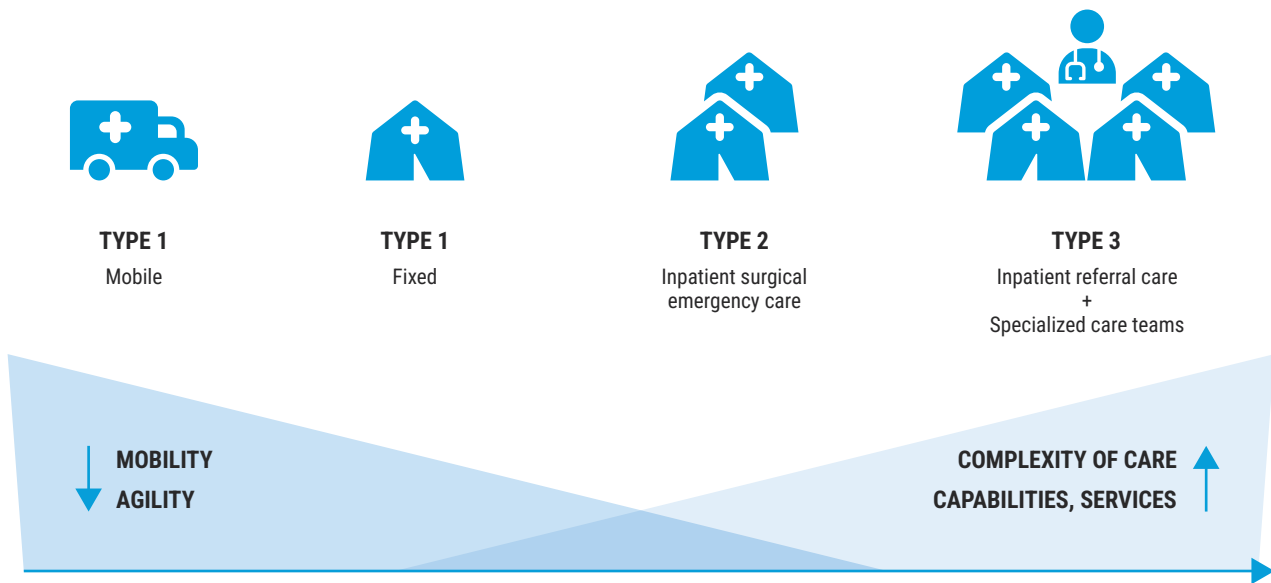 TYPE 1
Mobile
TYPE 1
Fixed
TYPE 2
Inpatient surgical
emergency care
TYPE 3
Inpatient referral care
+
Specialized care teams
MOBILITY
AGILITY
COMPLEXITY OF CARE
CAPABILITIES, SERVICES